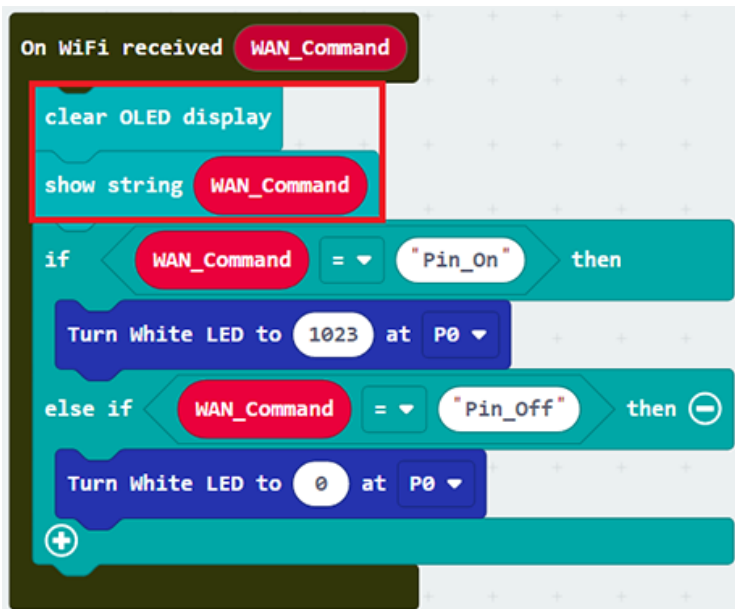 On WiFi received WAN_Command
clear OLED display
show string WAN_Command
if WAN_Command = "Pin_On" then
Turn White LED to 1023 at P0
else if WAN_Command = "Pin_Off" then
Turn White LED to 0 at P0